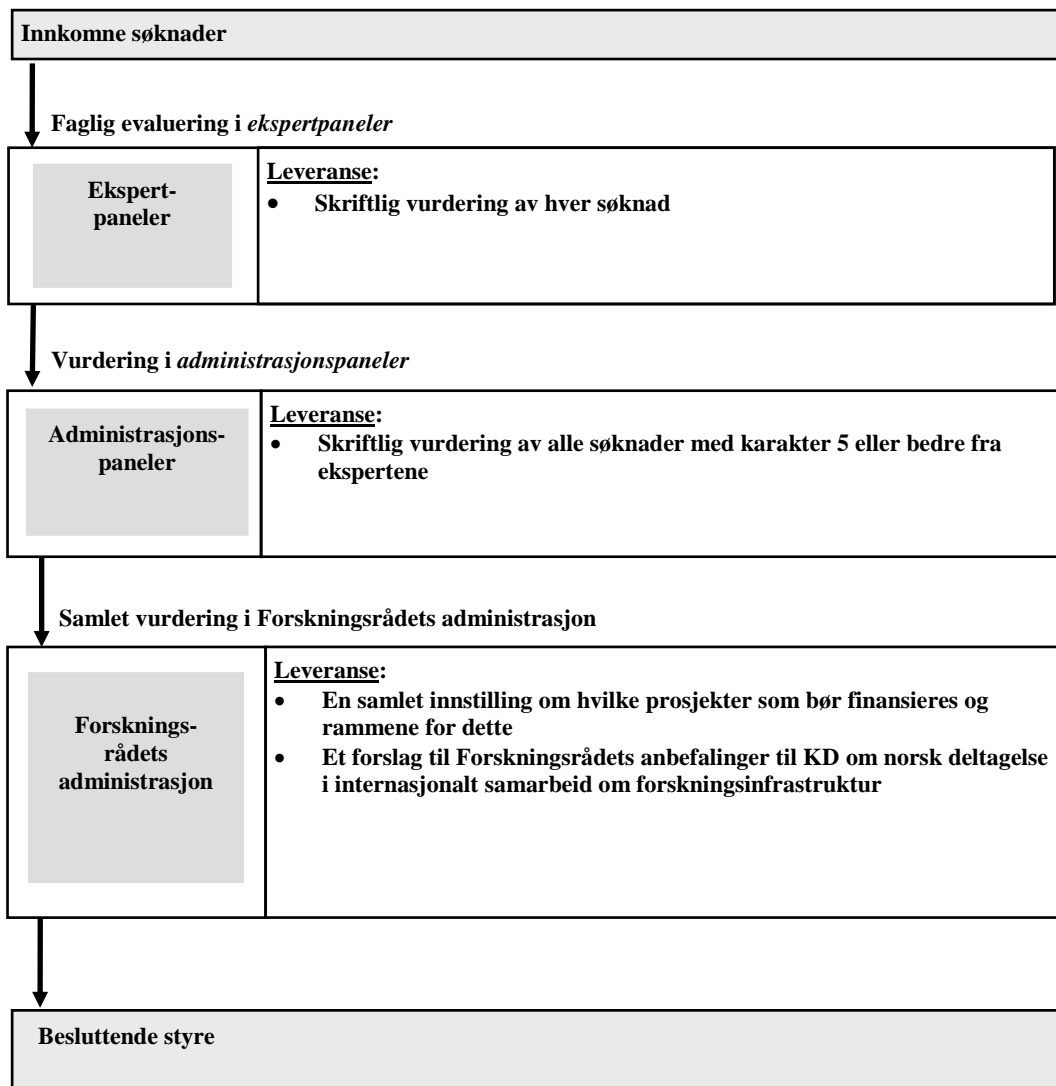 Innkomne søknader
Faglig evaluering i ekspertpaneler
Ekspert-
paneler
Leveranse:
• Skriftlig vurdering av hver søknad
Vurdering i administrasjonspaneler
Administrasjons-
paneler
Leveranse:
• Skriftlig vurdering av alle søknader med karakter 5 eller bedre fra
ekspertene
Samlet vurdering i Forskningsrådets administrasjon
Forsknings-
rådets
administrasjon
Leveranse:
• En samlet innstilling om hvilke prosjekter som bør finansieres og
rammene for dette
• Et forslag til Forskningsrådets anbefalinger til KD om norsk deltagelse
i internasjonalt samarbeid om forskningsinfrastruktur
Besluttende styre